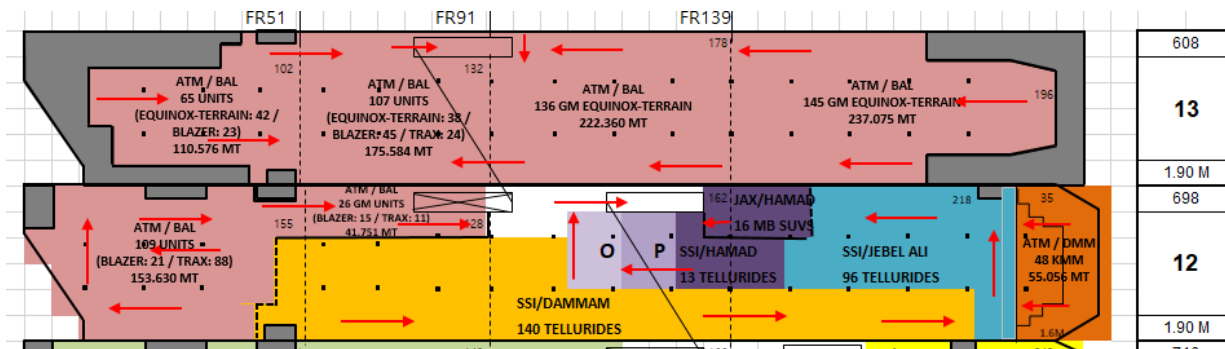 FR51
FR91
FR139
102
132
178
196
ATM / BAL
65 UNITS
(EQUINOX-TERRAIN: 42 /
BLAZER: 23)
110.576 MT
ATM / BAL
107 UNITS
(EQUINOX-TERRAIN: 38 /
BLAZER: 45 / TRAX: 24)
175.584 MT
ATM / BAL
136 GM EQUINOX-TERRAIN
222.360 MT
ATM / BAL
145 GM EQUINOX-TERRAIN
237.075 MT
608
13
1.90 M
ATM / BAL
109 UNITS
(BLAZER: 21 / TRAX: 88)
153.630 MT
155
ATM / BAL
26 GM UNITS
(BLAZER: 15 / TRAX: 11)
41.751 MT
128
O
P
162
JAX/HAMAD
16 MB SUVS
SSI/HAMAD
13 TELLURIDES
218
SSI/JEBEL ALI
96 TELLURIDES
35
ATM / DMM
48 KMM
55.056 MT
1.6M
SSI/DAMMAM
140 TELLURIDES
698
12
1.90 M